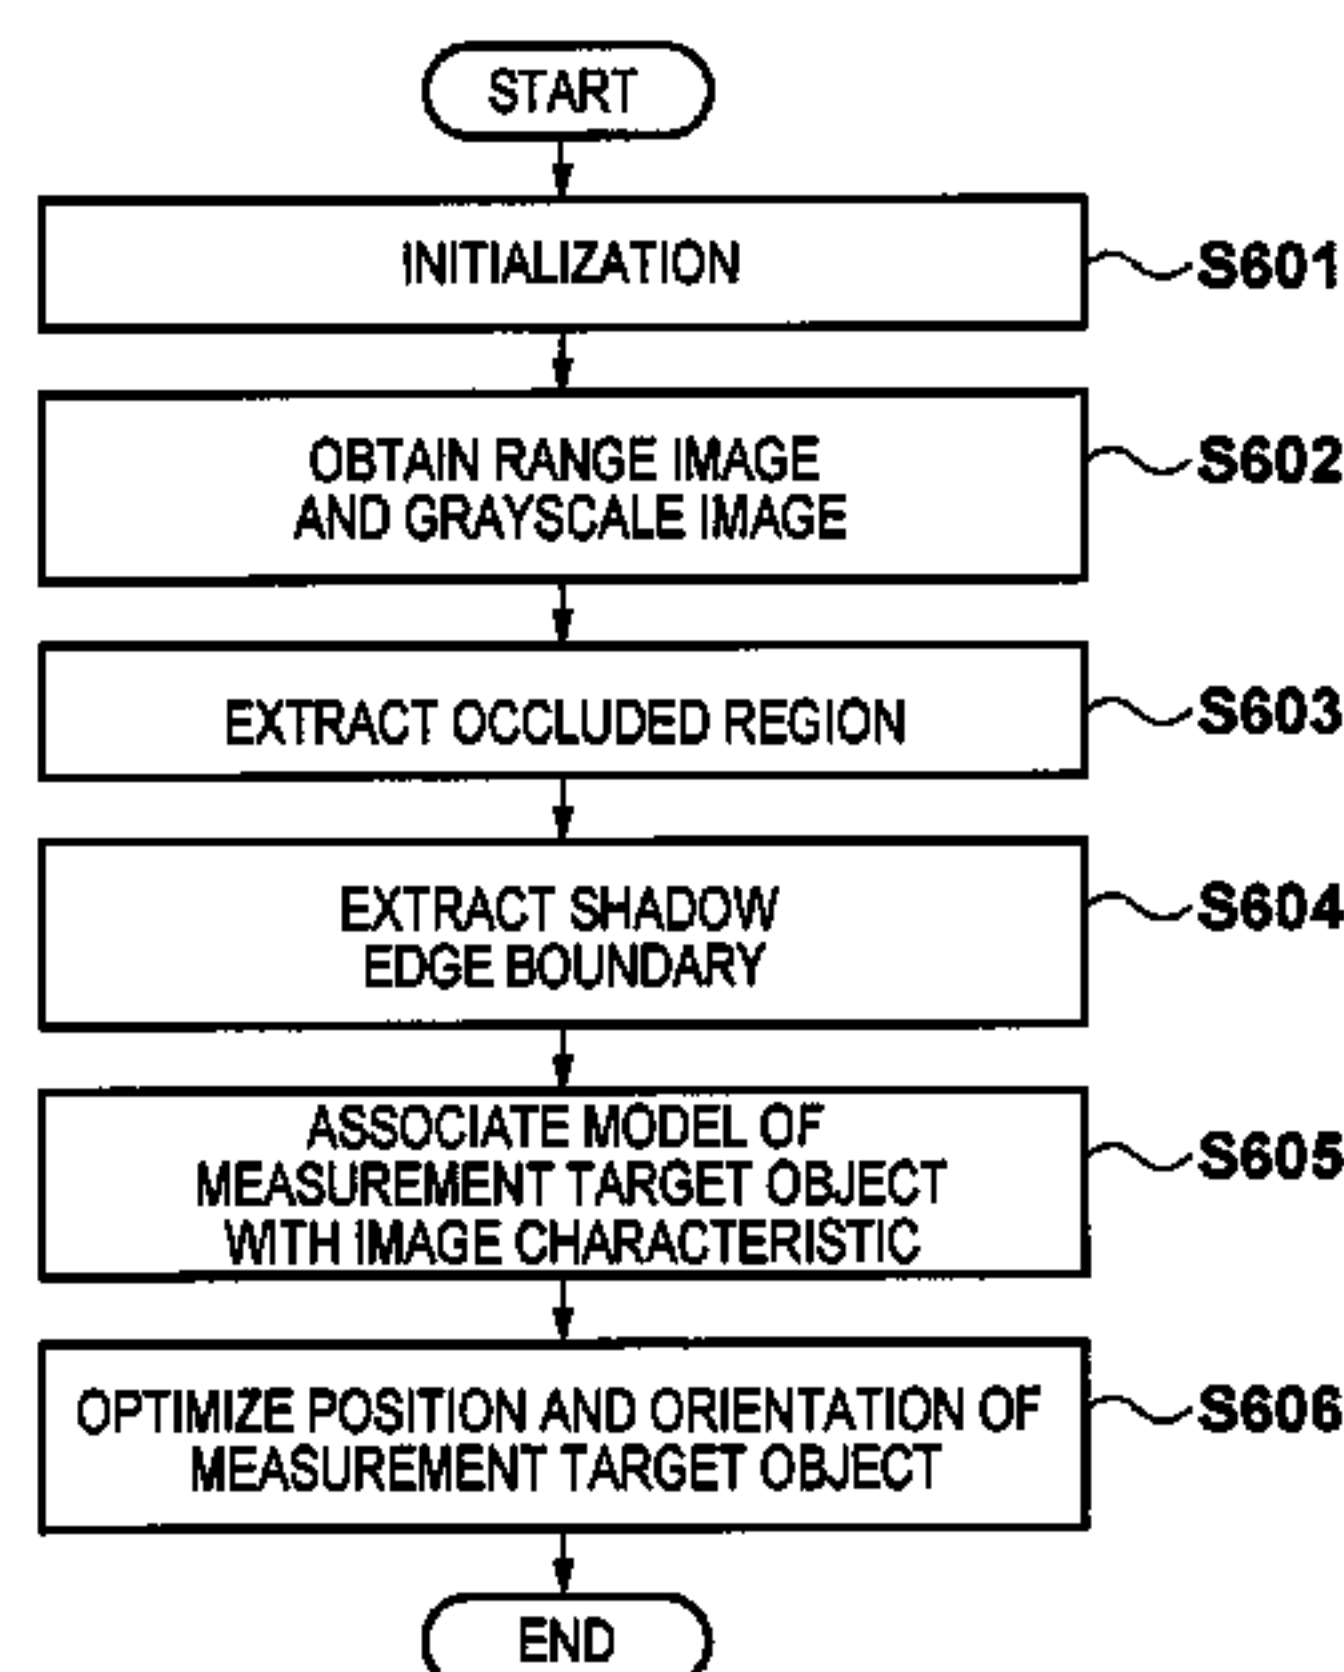 START
INITIALIZATION
S601
OBTAIN RANGE IMAGE
AND GRAYSCALE IMAGE
S602
EXTRACT OCCLUDED REGION
S603
EXTRACT SHADOW
EDGE BOUNDARY
S604
ASSOCIATE MODEL OF
MEASUREMENT TARGET OBJECT
WITH IMAGE CHARACTERISTIC
S605
OPTIMIZE POSITION AND ORIENTATION OF
MEASUREMENT TARGET OBJECT
S606
END